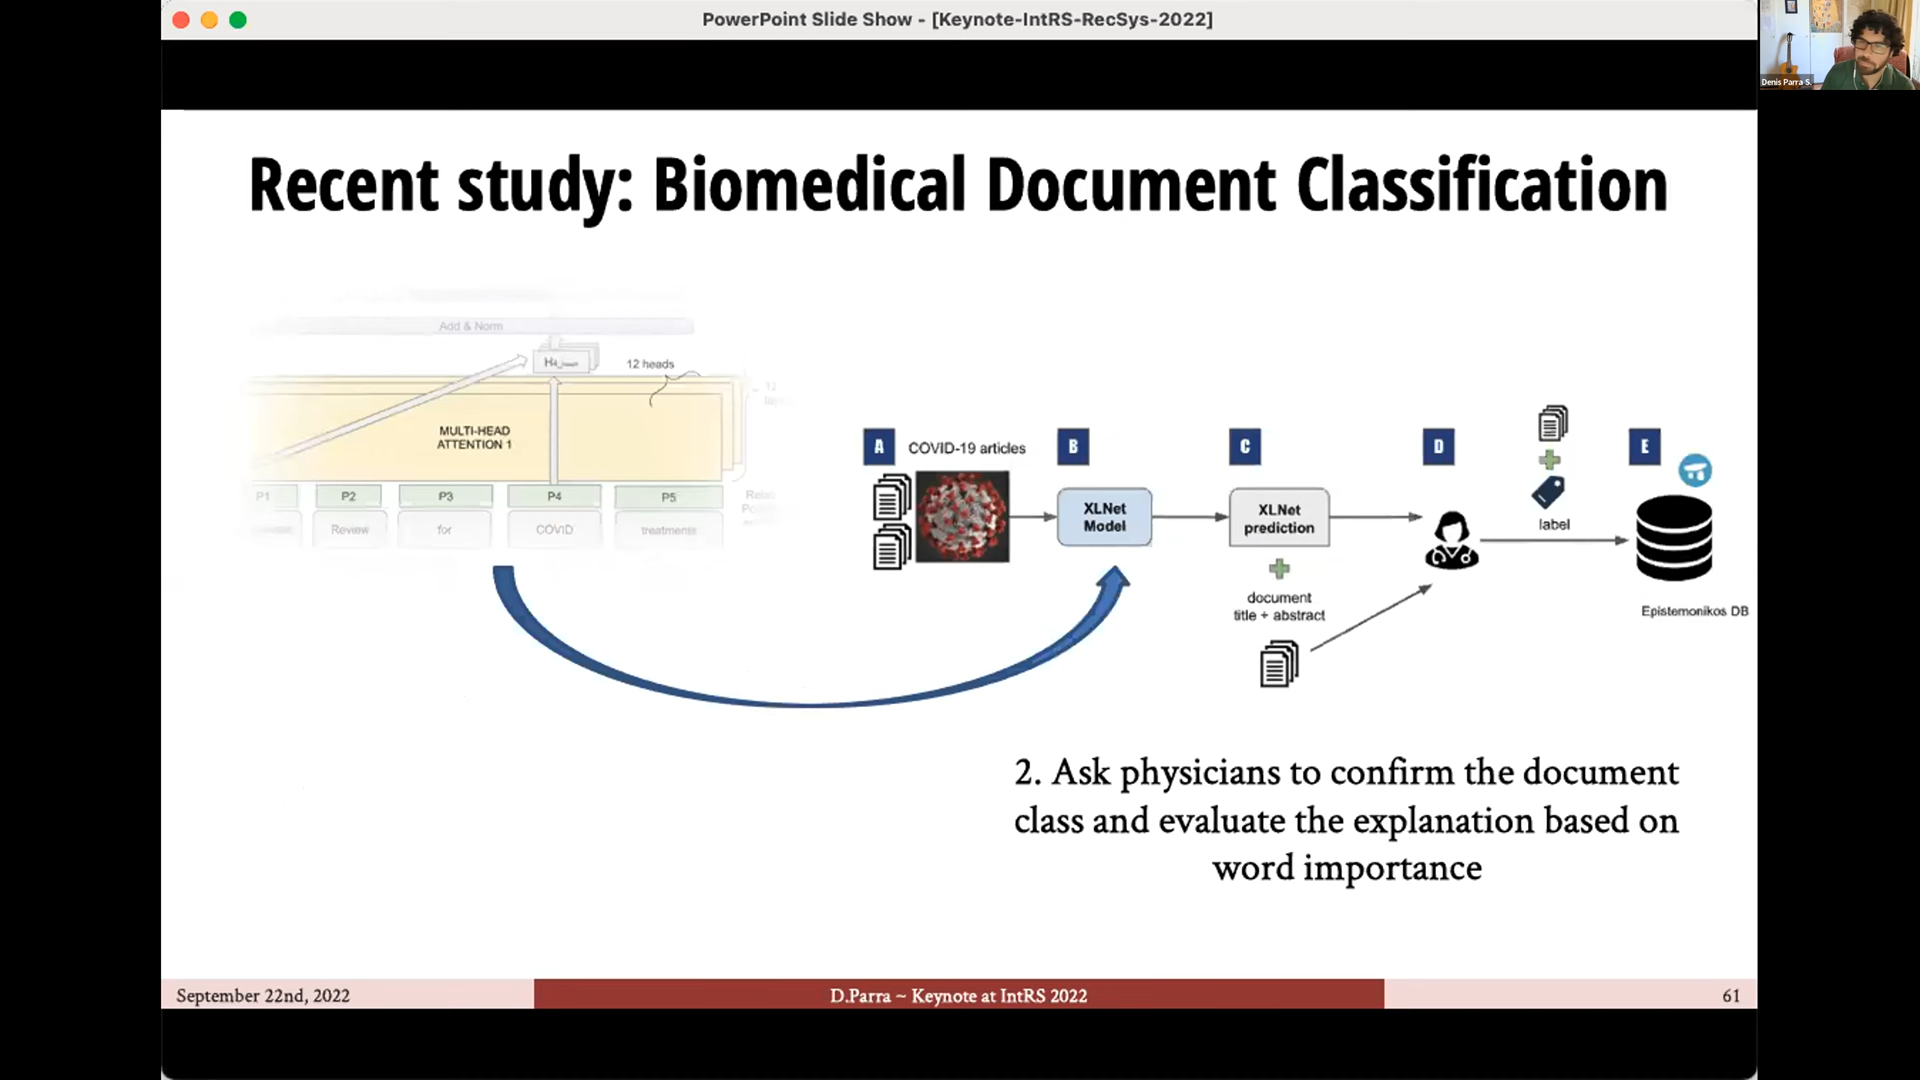 PowerPoint Slide Show - [Keynote-IntRS-RecSys-2022]
Denis Parra S.
Recent study: Biomedical Document Classification
Add & Norm
12 heads
12
MULTI-HEAD
ATTENTION 1
P1
P2
P3
P4
P5
Review
for
COVID
treatments
A
COVID-19 articles
B
XLNet
Model
C
XLNet
prediction
document
title + abstract
D
label
E
Epistemonikos DB
2. Ask physicians to confirm the document
class and evaluate the explanation based on
word importance
September 22nd, 2022
D.Parra ~ Keynote at IntRS 2022
61